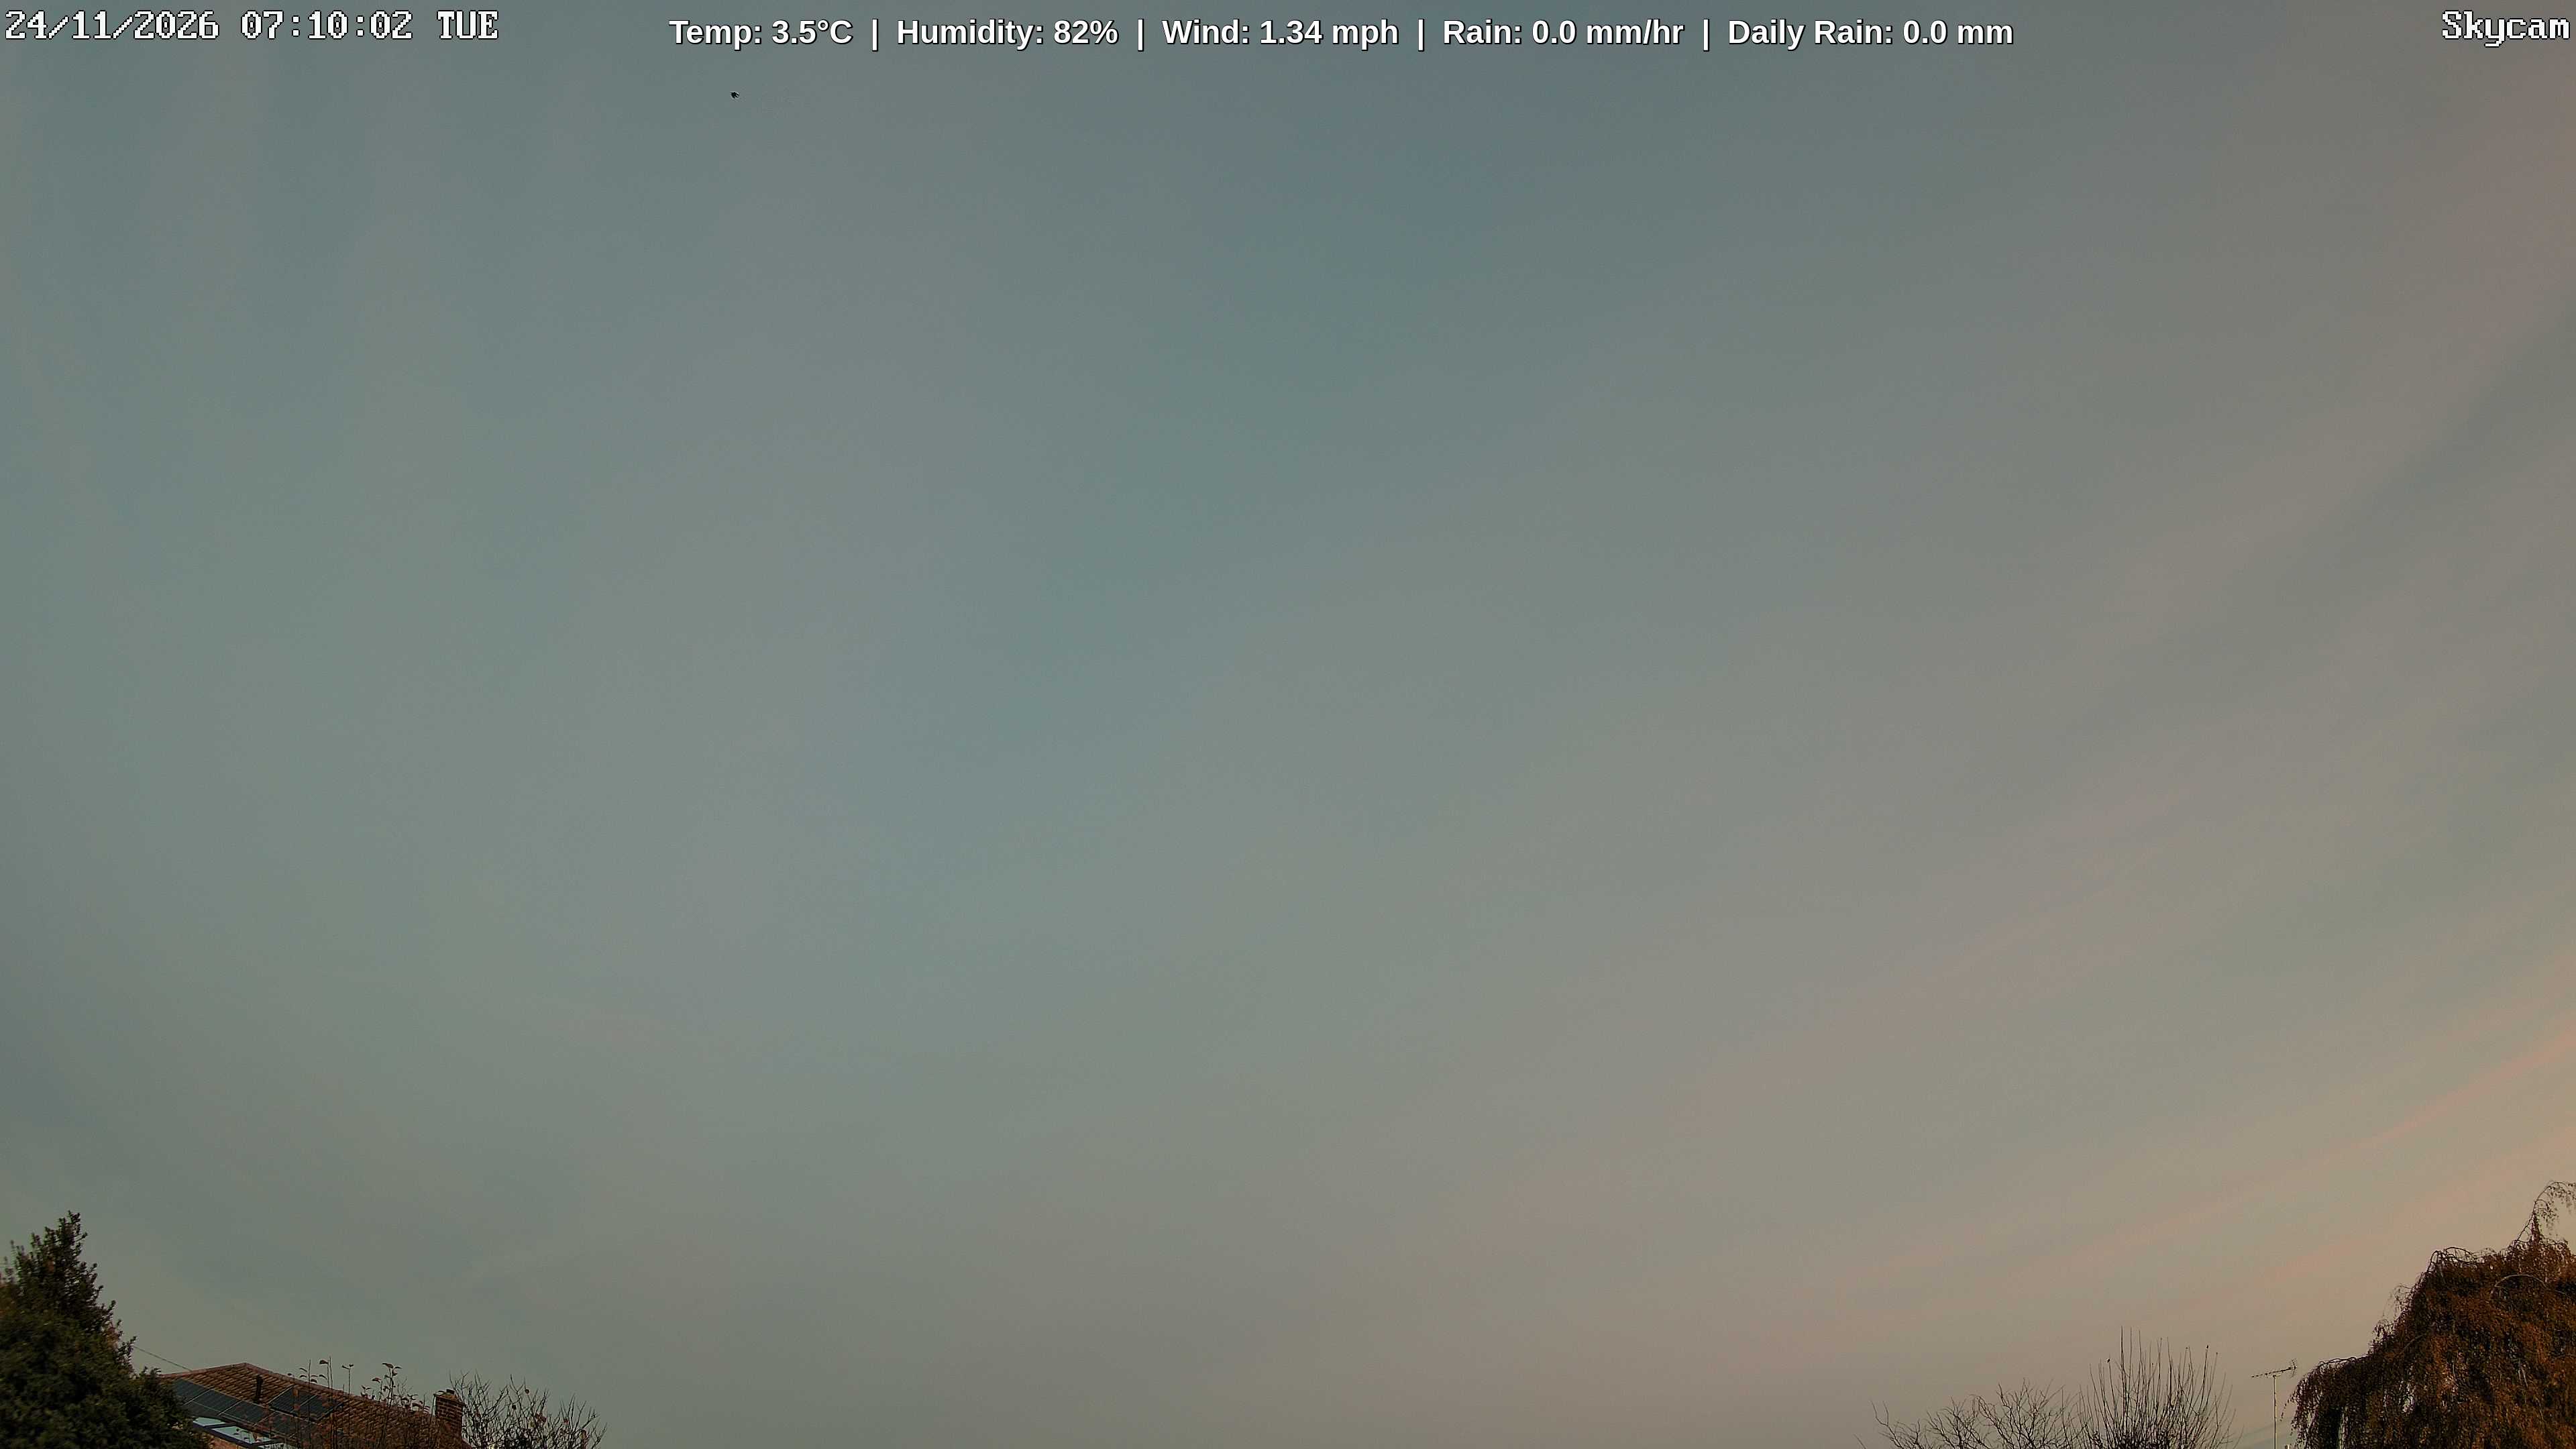 24/11/2026 07:10:02 TUE
Temp: 3.5°C | Humidity: 82% | Wind: 1.34 mph | Rain: 0.0 mm/hr | Daily Rain: 0.0 mm
Skycam